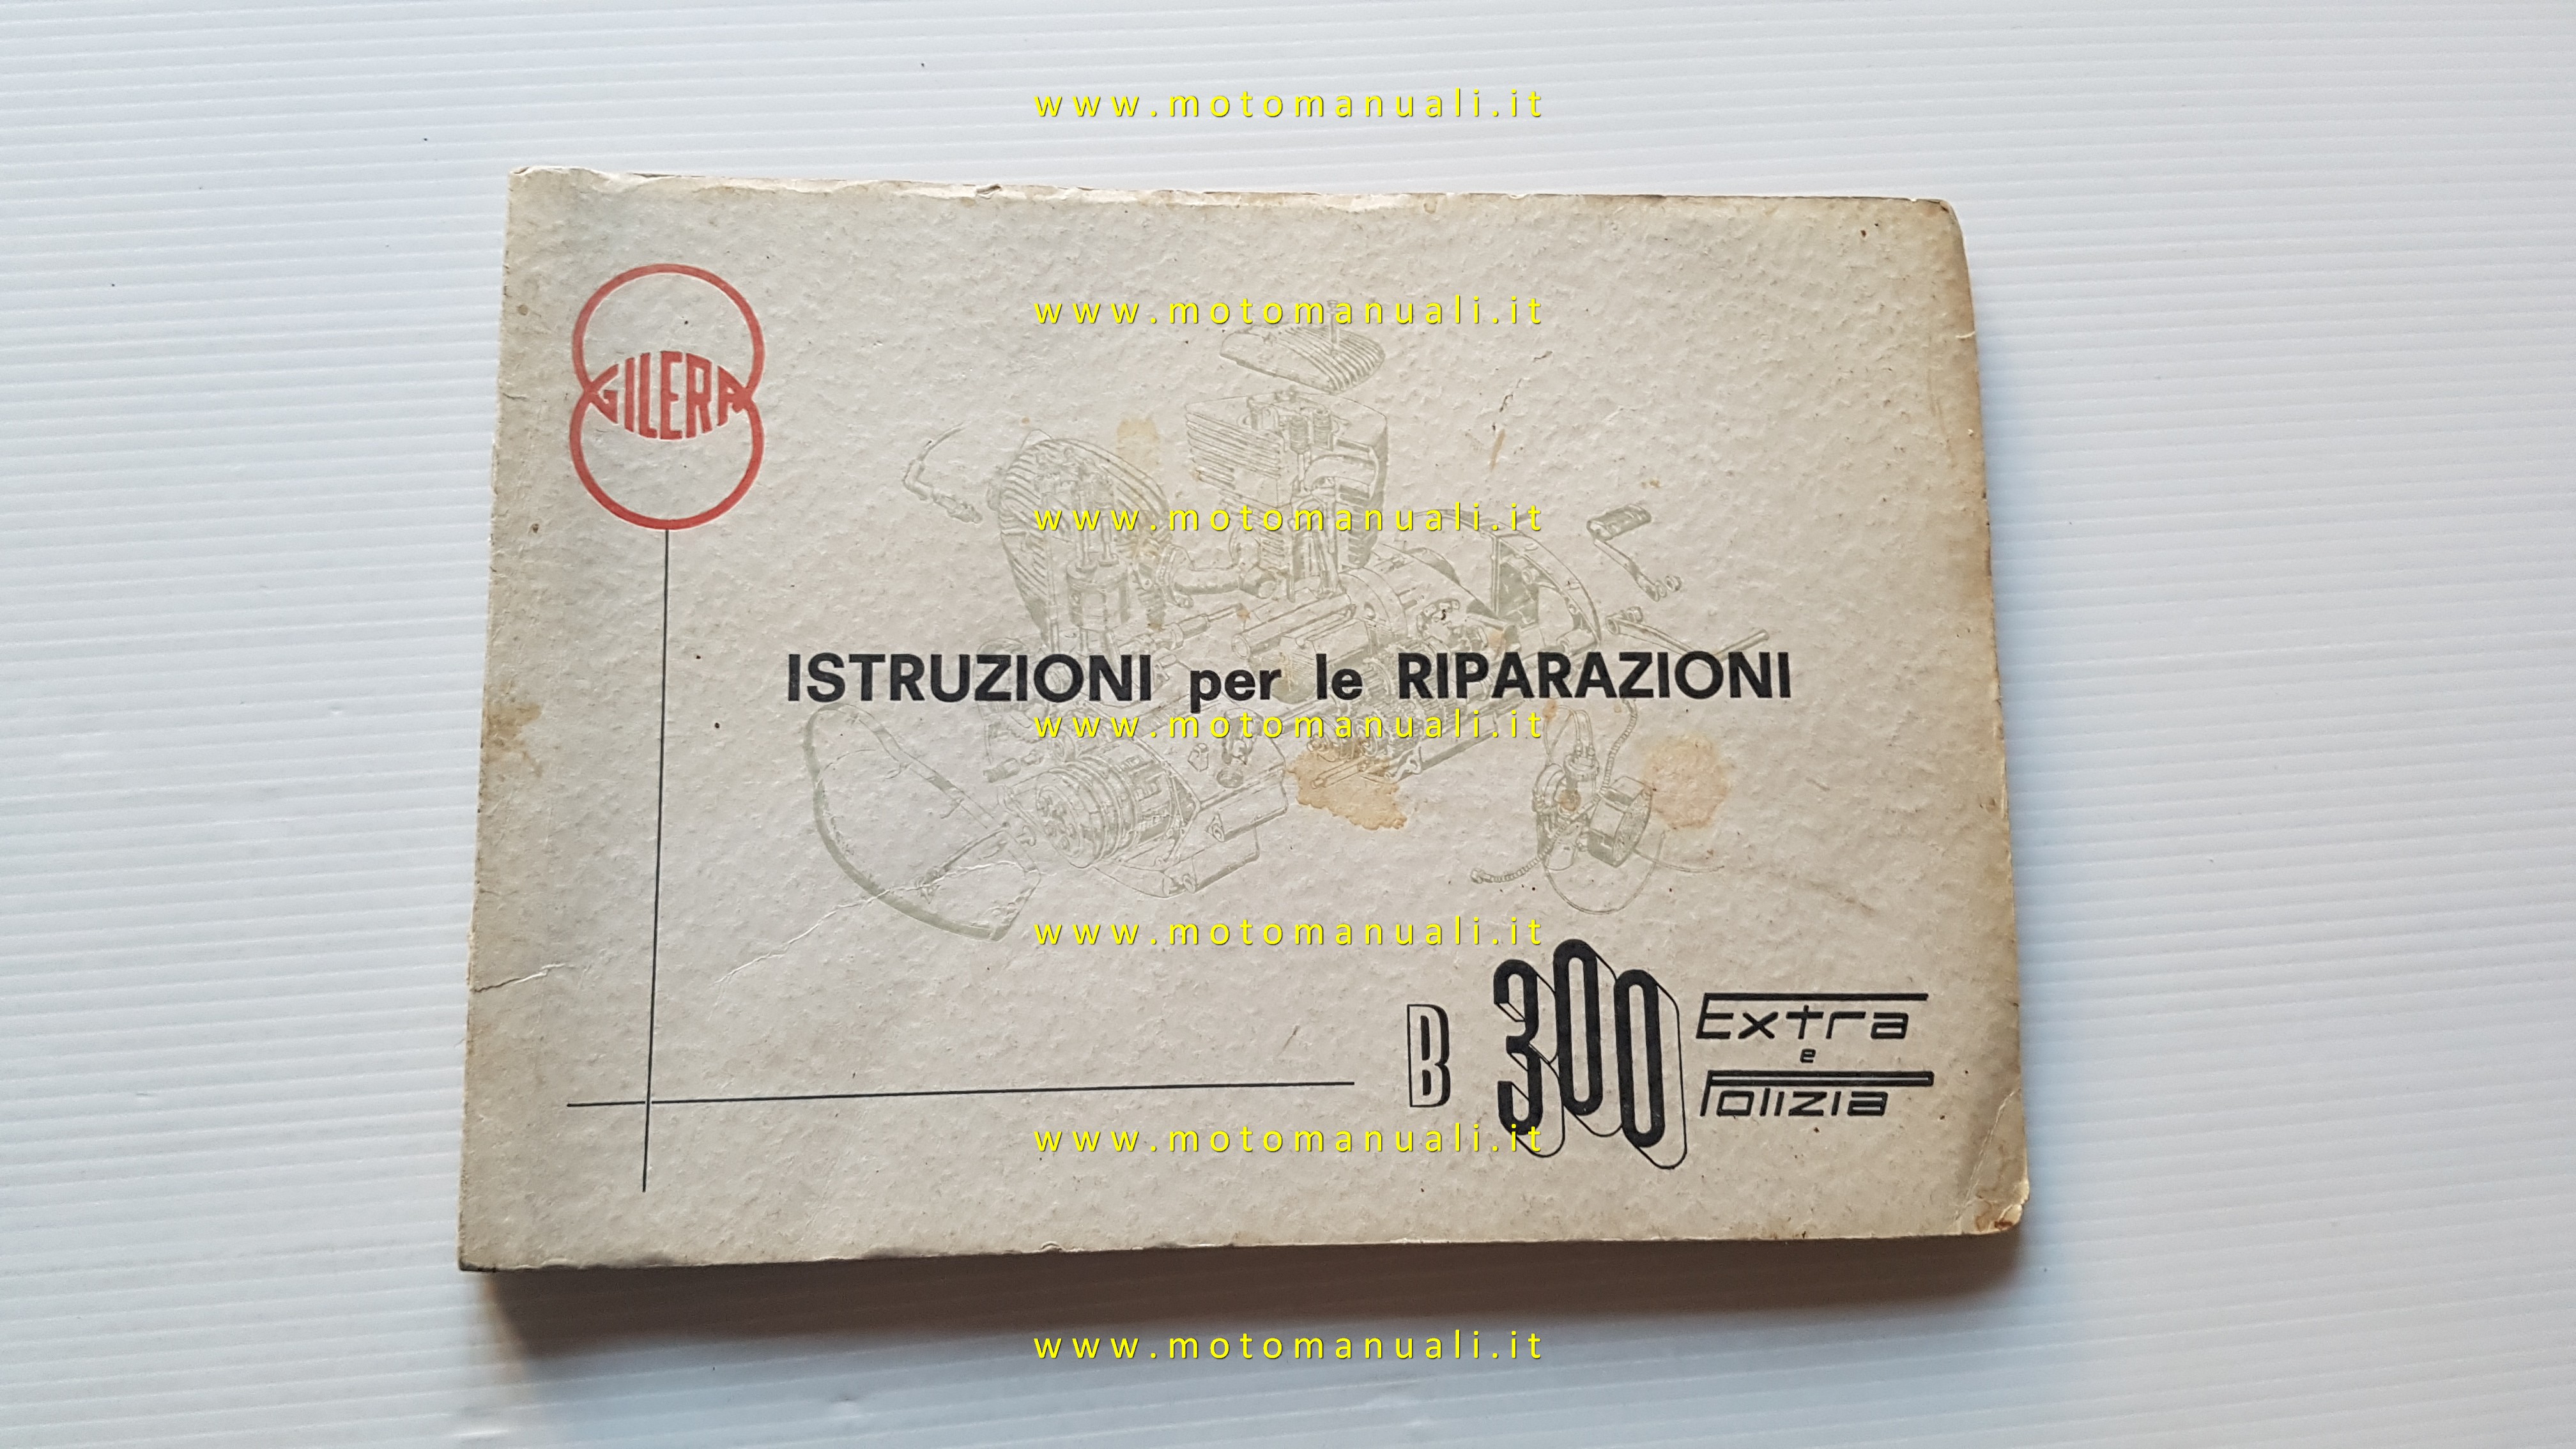 www.motomanuali.it
www.motomanuali.it
GILERA
www.motomanuali.it
ISTRUZIONI per le RIPARAZIONI
www.motomanuali.it
www.motomanuali.it
B 300 Extra
e
Polizia
www.motomanuali.it
www.motomanuali.it